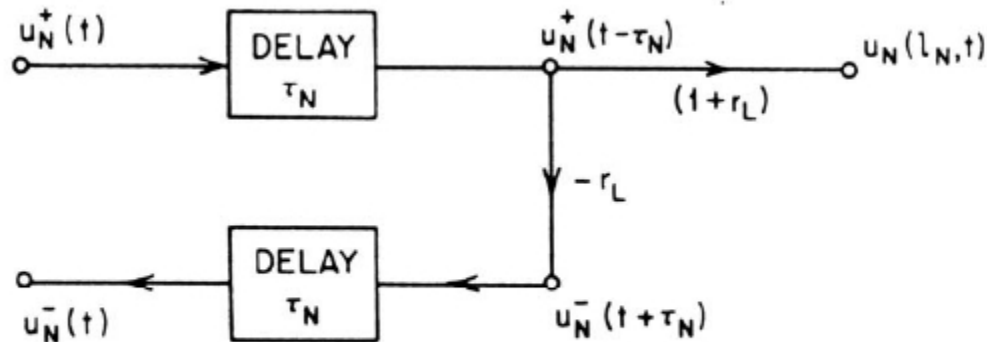 u_N^+(t)
DELAY
τ_N
u_N^+(t-τ_N)
u_N(l_N,t)
(1+r_L)
-r_L
DELAY
τ_N
u_N^-(t)
u_N^-(t+τ_N)